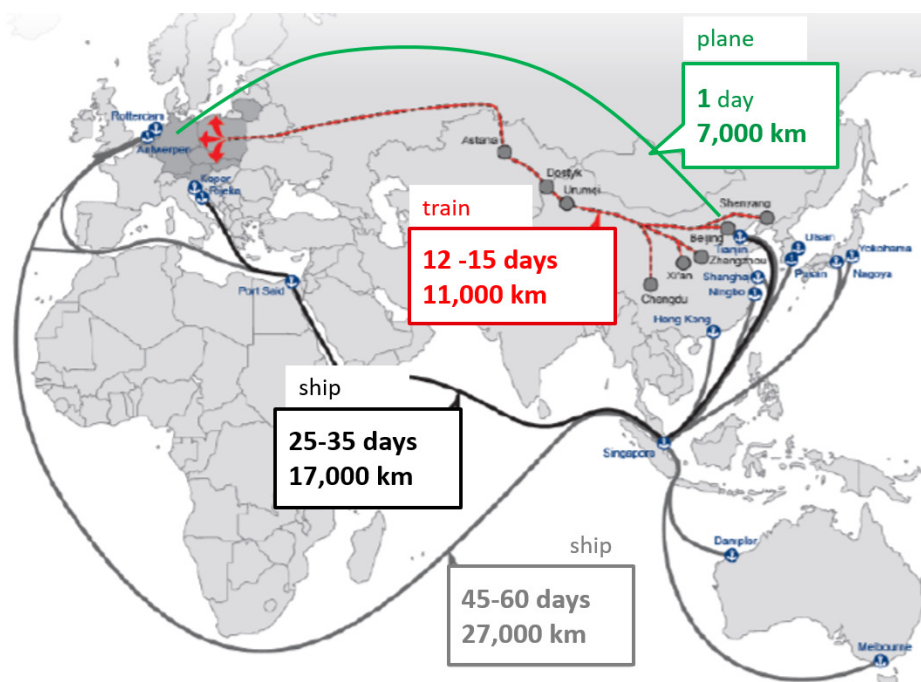 plane
1 day
7,000 km
Rotterdam
Antwerpen
Astana
Koper
Rijeka
Dostyk
Urumqi
Shenyang
train
12 -15 days
11,000 km
Beijing
Tianjin
Ulsan
Yokohama
Zhengzhou
Xi'an
Shanghai
Pusan
Nagoya
Port Said
Chengdu
Ningbo
Hong Kong
ship
25-35 days
17,000 km
Singapore
ship
45-60 days
27,000 km
Dampier
Melbourne